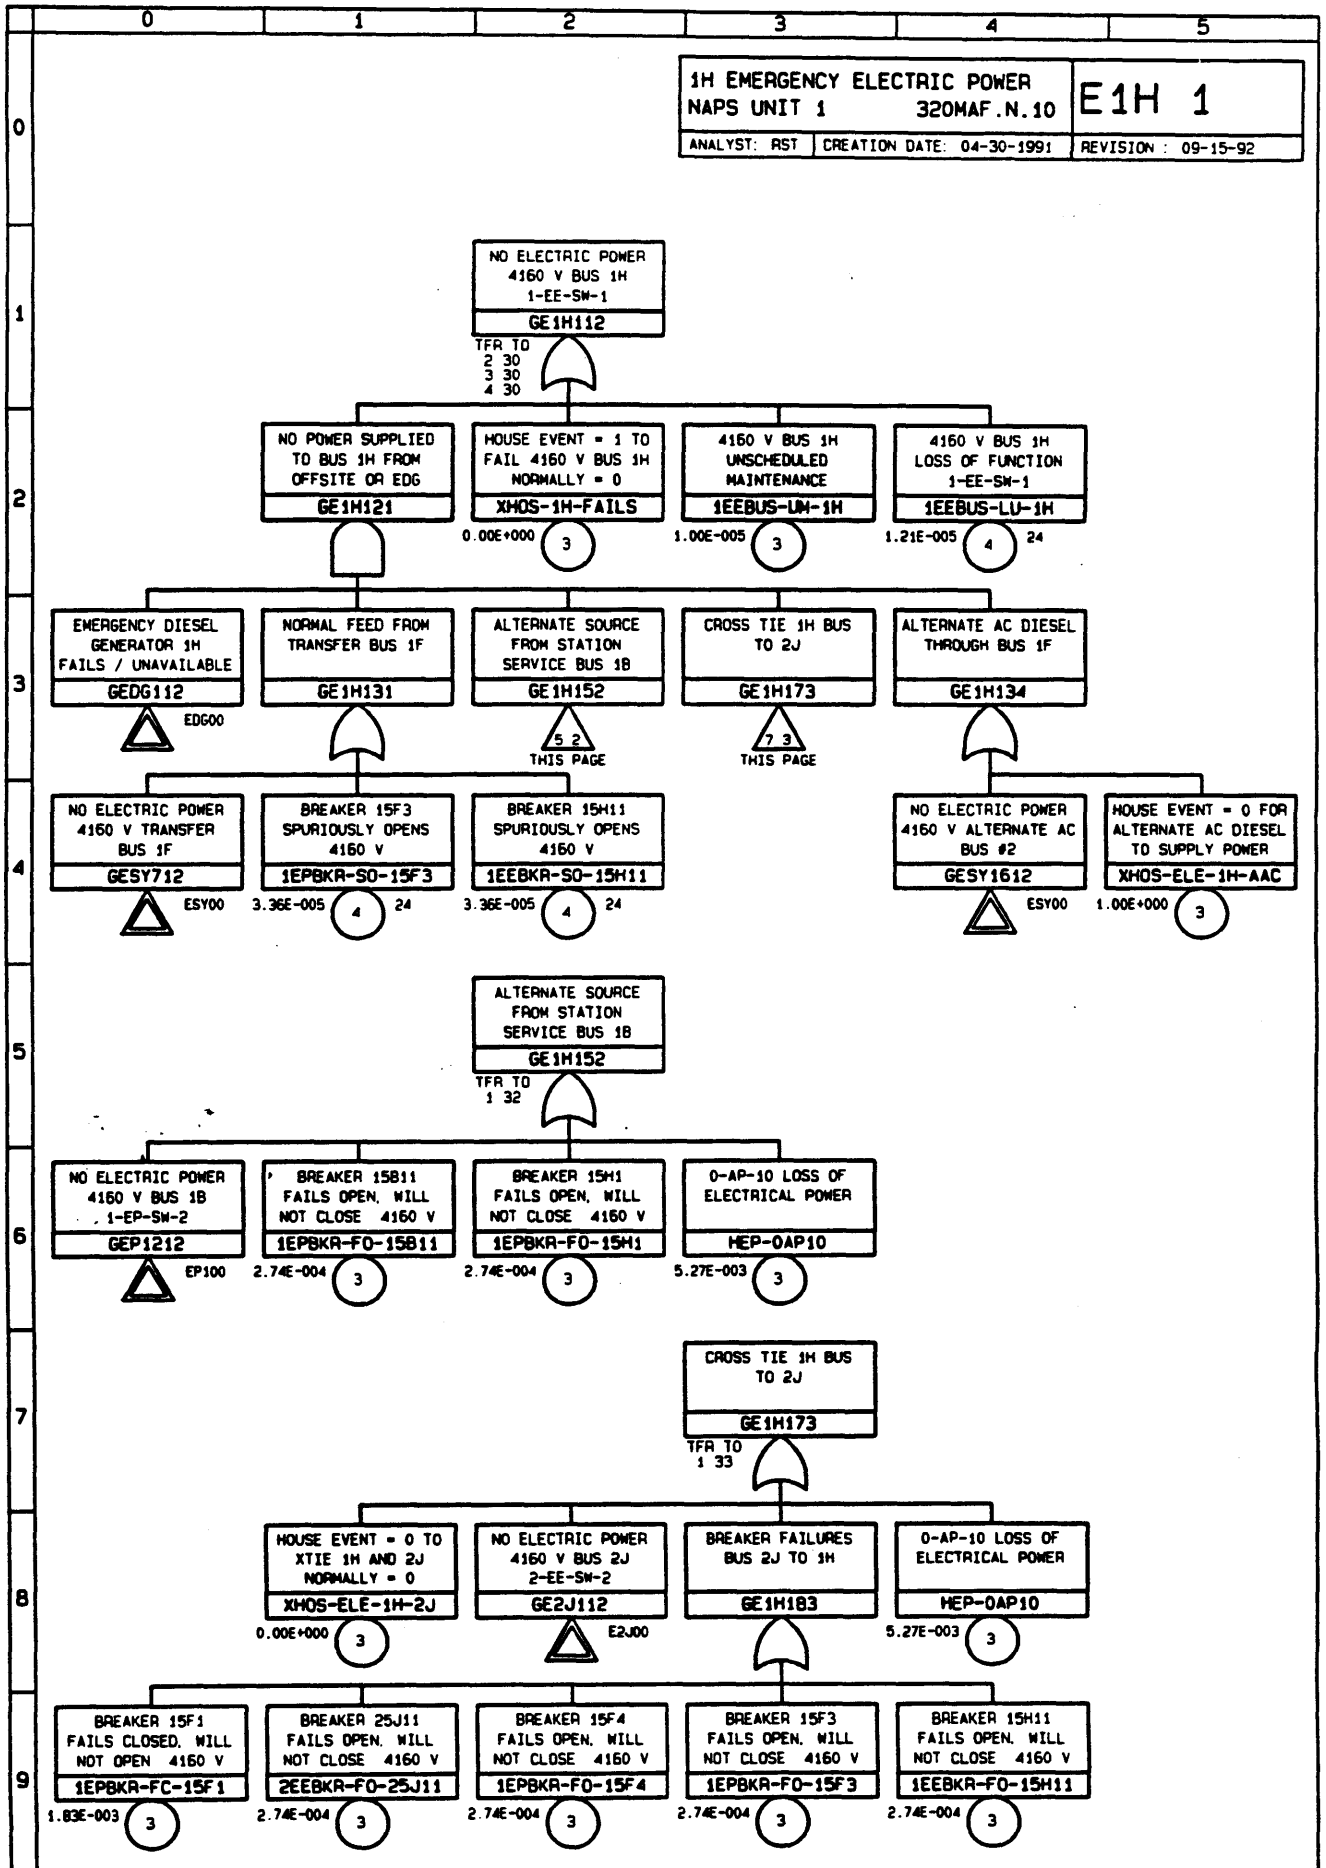 0 1 2 3 4 5
1H EMERGENCY ELECTRIC POWER
NAPS UNIT 1 320MAF.N.10
E1H 1
ANALYST: RST CREATION DATE: 04-30-1991 REVISION : 09-15-92
0
NO ELECTRIC POWER
4160 V BUS 1H
1-EE-SW-1
GE1H112
1
TFR TO
2 30
3 30
4 30
NO POWER SUPPLIED
TO BUS 1H FROM
OFFSITE OR EDG
GE1H121
HOUSE EVENT = 1 TO
FAIL 4160 V BUS 1H
NORMALLY = 0
XHOS-1H-FAILS
0.00E+000 3
4160 V BUS 1H
UNSCHEDULED
MAINTENANCE
1EEBUS-UM-1H
1.00E-005 3
4160 V BUS 1H
LOSS OF FUNCTION
1-EE-SW-1
1EEBUS-LU-1H
1.21E-005 4 24
2
EMERGENCY DIESEL
GENERATOR 1H
FAILS / UNAVAILABLE
GEDG112
EDG00
NORMAL FEED FROM
TRANSFER BUS 1F
GE1H131
ALTERNATE SOURCE
FROM STATION
SERVICE BUS 1B
GE1H152
5 2
THIS PAGE
CROSS TIE 1H BUS
TO 2J
GE1H173
7 3
THIS PAGE
ALTERNATE AC DIESEL
THROUGH BUS 1F
GE1H134
3
NO ELECTRIC POWER
4160 V TRANSFER
BUS 1F
GESY712
ESY00
BREAKER 15F3
SPURIOUSLY OPENS
4160 V
1EPBKR-SO-15F3
3.36E-005 4 24
BREAKER 15H11
SPURIOUSLY OPENS
4160 V
1EEBKR-SO-15H11
3.36E-005 4 24
NO ELECTRIC POWER
4160 V ALTERNATE AC
BUS #2
GESY1612
ESY00
HOUSE EVENT = 0 FOR
ALTERNATE AC DIESEL
TO SUPPLY POWER
XHOS-ELE-1H-AAC
1.00E+000 3
4
ALTERNATE SOURCE
FROM STATION
SERVICE BUS 1B
GE1H152
TFR TO
1 32
5
NO ELECTRIC POWER
4160 V BUS 1B
1-EP-SW-2
GEP1212
EP100
BREAKER 15B11
FAILS OPEN, WILL
NOT CLOSE 4160 V
1EPBKR-FO-15B11
2.74E-004 3
BREAKER 15H1
FAILS OPEN, WILL
NOT CLOSE 4160 V
1EPBKR-FO-15H1
2.74E-004 3
0-AP-10 LOSS OF
ELECTRICAL POWER
HEP-0AP10
5.27E-003 3
6
CROSS TIE 1H BUS
TO 2J
GE1H173
TFR TO
1 33
7
HOUSE EVENT = 0 TO
XTIE 1H AND 2J
NORMALLY = 0
XHOS-ELE-1H-2J
0.00E+000 3
NO ELECTRIC POWER
4160 V BUS 2J
2-EE-SW-2
GE2J112
E2J00
BREAKER FAILURES
BUS 2J TO 1H
GE1H183
0-AP-10 LOSS OF
ELECTRICAL POWER
HEP-0AP10
5.27E-003 3
8
BREAKER 15F1
FAILS CLOSED, WILL
NOT OPEN 4160 V
1EPBKR-FC-15F1
1.83E-003 3
BREAKER 25J11
FAILS OPEN, WILL
NOT CLOSE 4160 V
2EEBKR-FO-25J11
2.74E-004 3
BREAKER 15F4
FAILS OPEN, WILL
NOT CLOSE 4160 V
1EPBKR-FO-15F4
2.74E-004 3
BREAKER 15F3
FAILS OPEN, WILL
NOT CLOSE 4160 V
1EPBKR-FO-15F3
2.74E-004 3
BREAKER 15H11
FAILS OPEN, WILL
NOT CLOSE 4160 V
1EEBKR-FO-15H11
2.74E-004 3
9